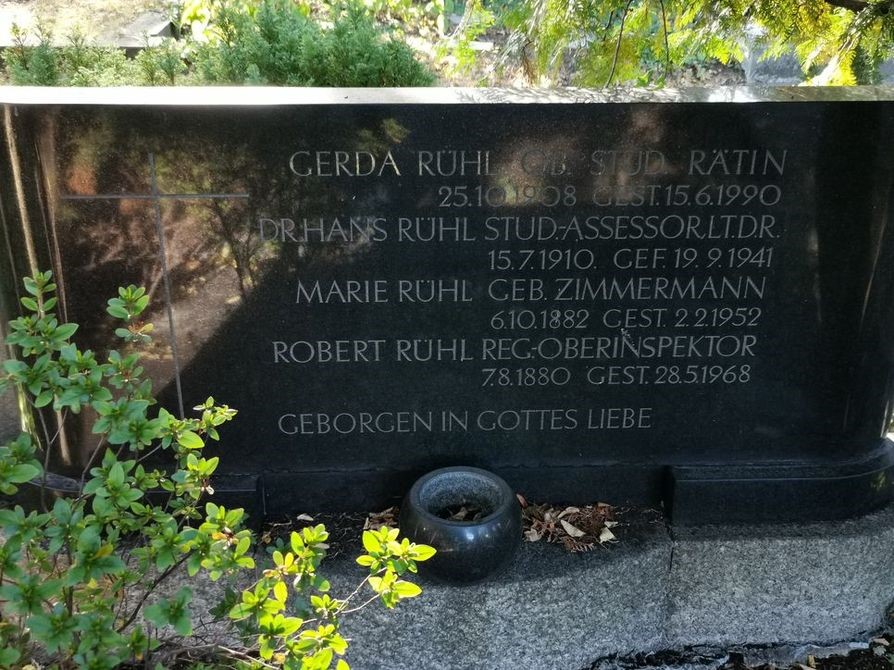 GERDA RÜHL OB. STUD. RÄTIN
25.10.1908 GEST. 15.6.1990
DR. HANS RÜHL STUD.-ASSESSOR. LT. DR.
15.7.1910. GEF. 19.9.1941
MARIE RÜHL GEB. ZIMMERMANN
6.10.1882 GEST. 2.2.1952
ROBERT RÜHL REG.-OBERINSPEKTOR
7.8.1880 GEST. 28.5.1968
GEBORGEN IN GOTTES LIEBE